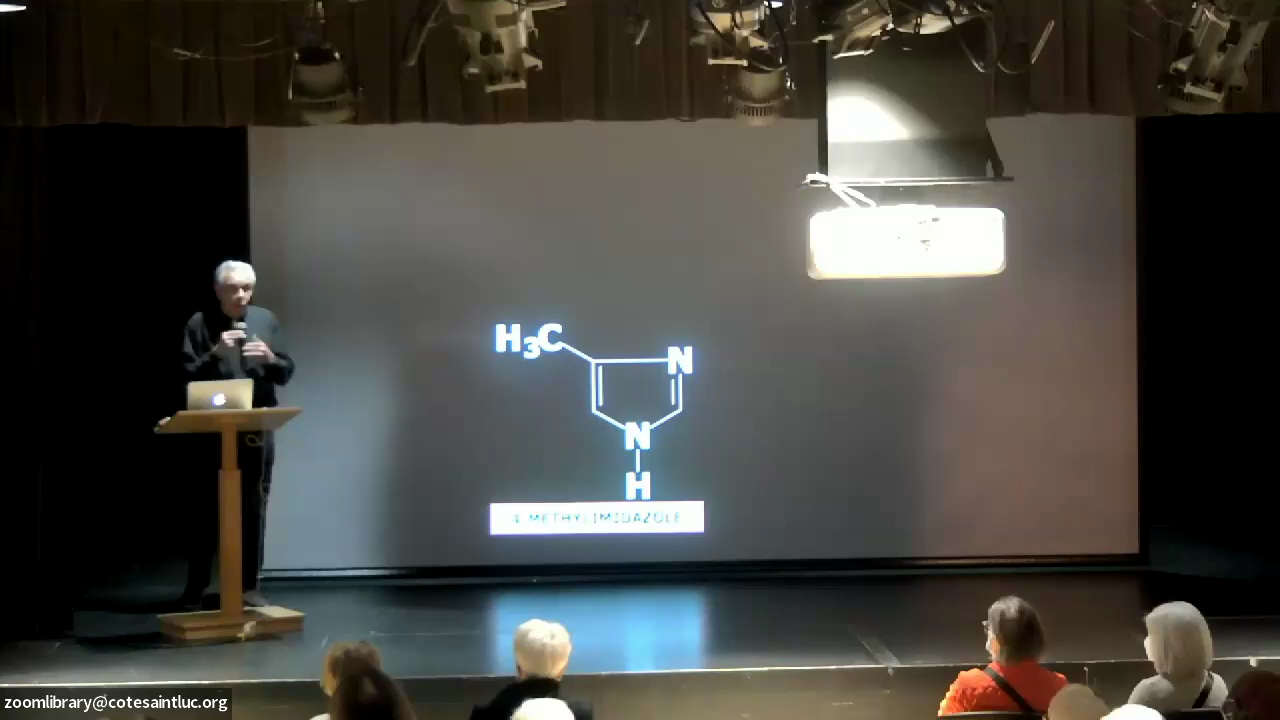 H3C
N
N
H
4 METHYLIMIDAZOLE
zoomlibrary@cotesaintluc.org